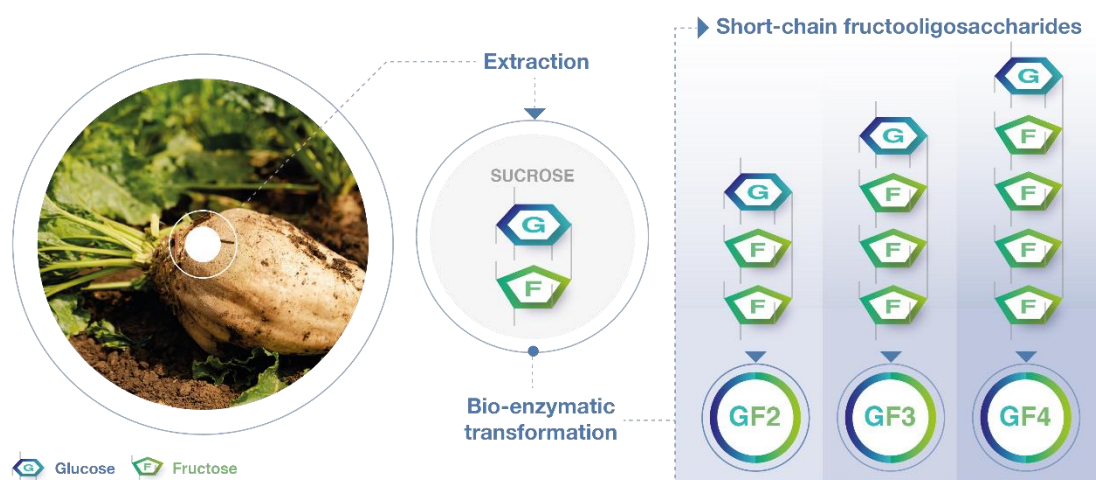 Extraction
SUCROSE
G
F
Bio-enzymatic
transformation
Short-chain fructooligosaccharides
G
F
F
GF2
G
F
F
F
GF3
G
F
F
F
F
GF4
G Glucose
F Fructose